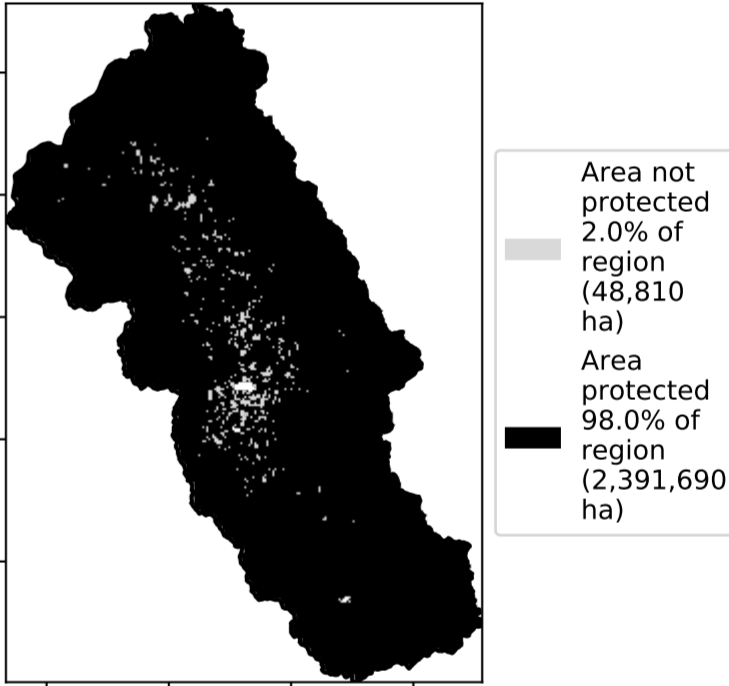 Area not
protected
2.0% of
region
(48,810
ha)
Area
protected
98.0% of
region
(2,391,690
ha)